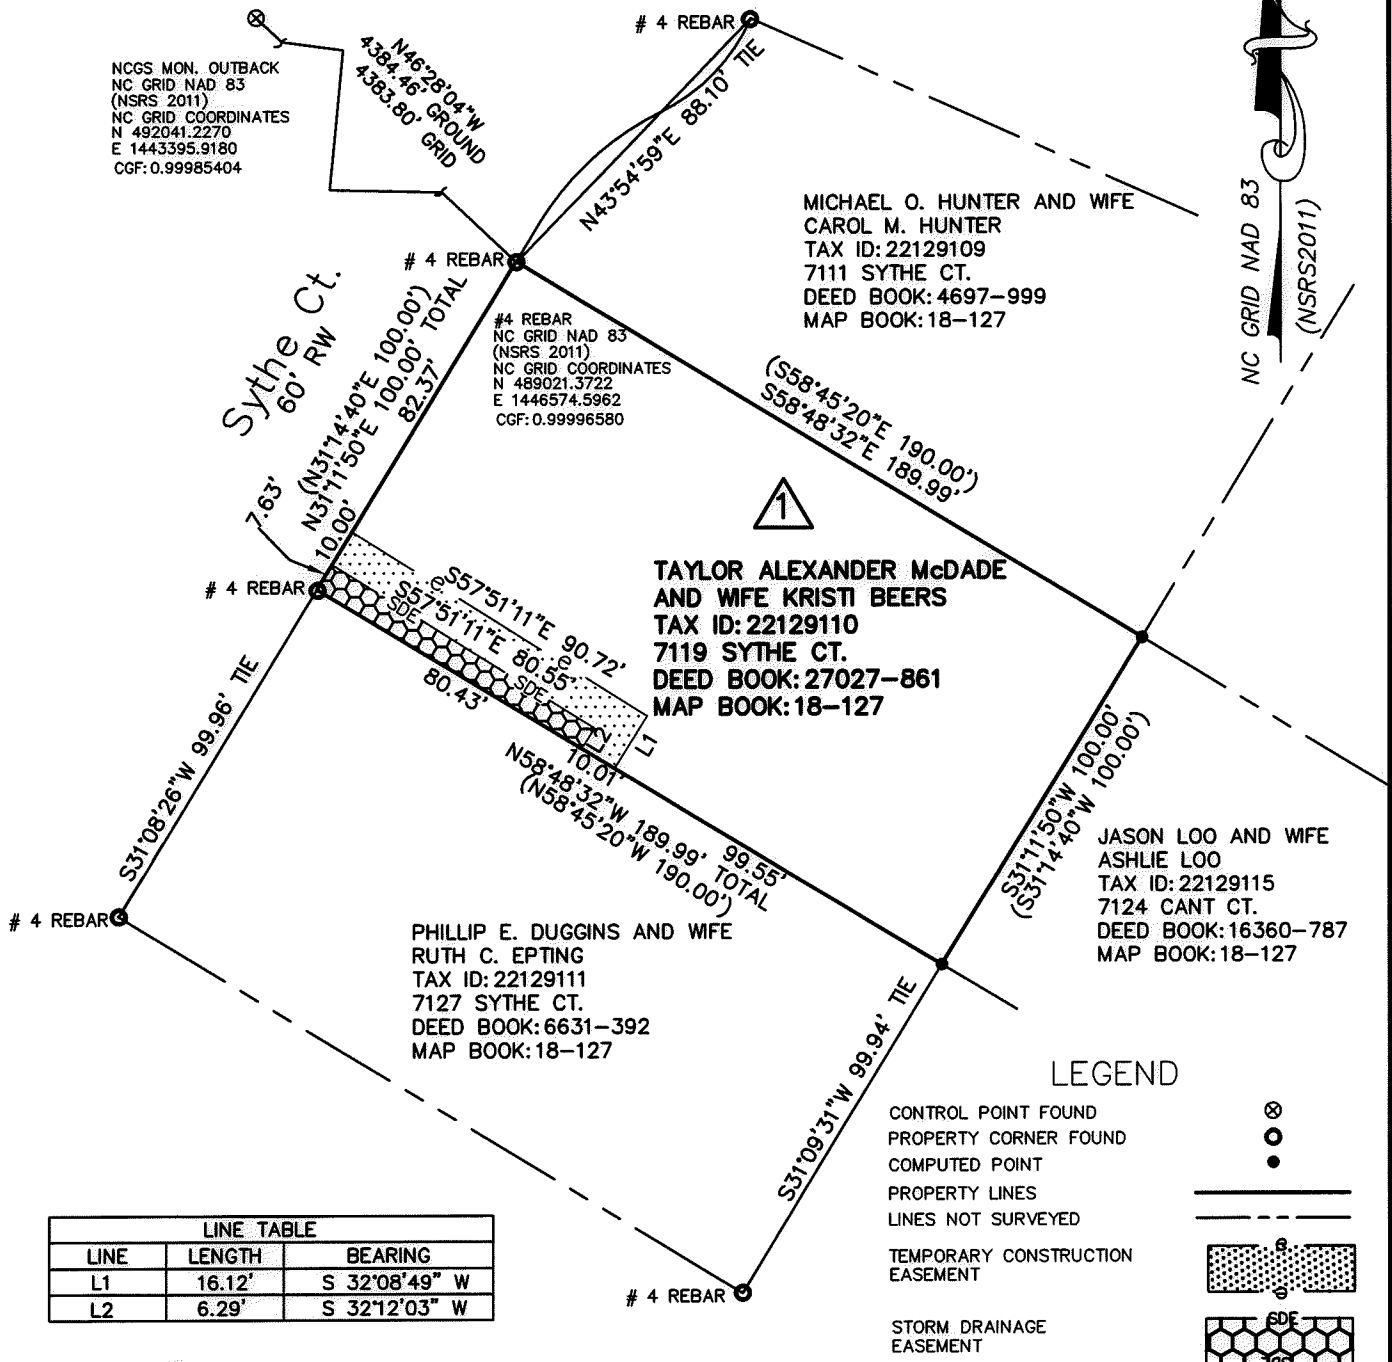 # 4 REBAR
NCGS MON. OUTBACK
NC GRID NAD 83
(NSRS 2011)
NC GRID COORDINATES
N 492041.2270
E 1443395.9180
CGF: 0.99985404
N46°28'04"W
4384.46' GROUND
4383.80' GRID
N43°54'59"E 88.10' TIE
NC GRID NAD 83
(NSRS2011)
MICHAEL O. HUNTER AND WIFE
CAROL M. HUNTER
TAX ID: 22129109
7111 SYTHE CT.
DEED BOOK: 4697-999
MAP BOOK: 18-127
# 4 REBAR
Sythe Ct.
60' RW
(N31°14'40"E 100.00')
N31°11'50"E 100.00' TOTAL
82.37'
10.00'
7.63'
#4 REBAR
NC GRID NAD 83
(NSRS 2011)
NC GRID COORDINATES
N 489021.3722
E 1446574.5962
CGF: 0.99996580
(S58°45'20"E 190.00')
S58°48'32"E 189.99'
1
TAYLOR ALEXANDER McDADE
AND WIFE KRISTI BEERS
TAX ID: 22129110
7119 SYTHE CT.
DEED BOOK: 27027-861
MAP BOOK: 18-127
# 4 REBAR
S57°51'11"E 90.72'
e
e
S57°51'11"E 80.55'
SDE
SDE
80.43'
L2
L1
10.01'
N58°48'32"W 189.99' TOTAL
(N58°45'20"W 190.00')
99.55'
S31°08'26"W 99.96' TIE
S31°11'50"W 100.00'
(S31°14'40"W 100.00')
JASON LOO AND WIFE
ASHLIE LOO
TAX ID: 22129115
7124 CANT CT.
DEED BOOK: 16360-787
MAP BOOK: 18-127
# 4 REBAR
PHILLIP E. DUGGINS AND WIFE
RUTH C. EPTING
TAX ID: 22129111
7127 SYTHE CT.
DEED BOOK: 6631-392
MAP BOOK: 18-127
S31°09'31"W 99.94' TIE
# 4 REBAR
LEGEND
CONTROL POINT FOUND
PROPERTY CORNER FOUND
COMPUTED POINT
PROPERTY LINES
LINES NOT SURVEYED
TEMPORARY CONSTRUCTION
EASEMENT
e
e
STORM DRAINAGE
EASEMENT
SDE
LINE TABLE
LINE LENGTH BEARING
L1 16.12' S 32°08'49" W
L2 6.29' S 32°12'03" W